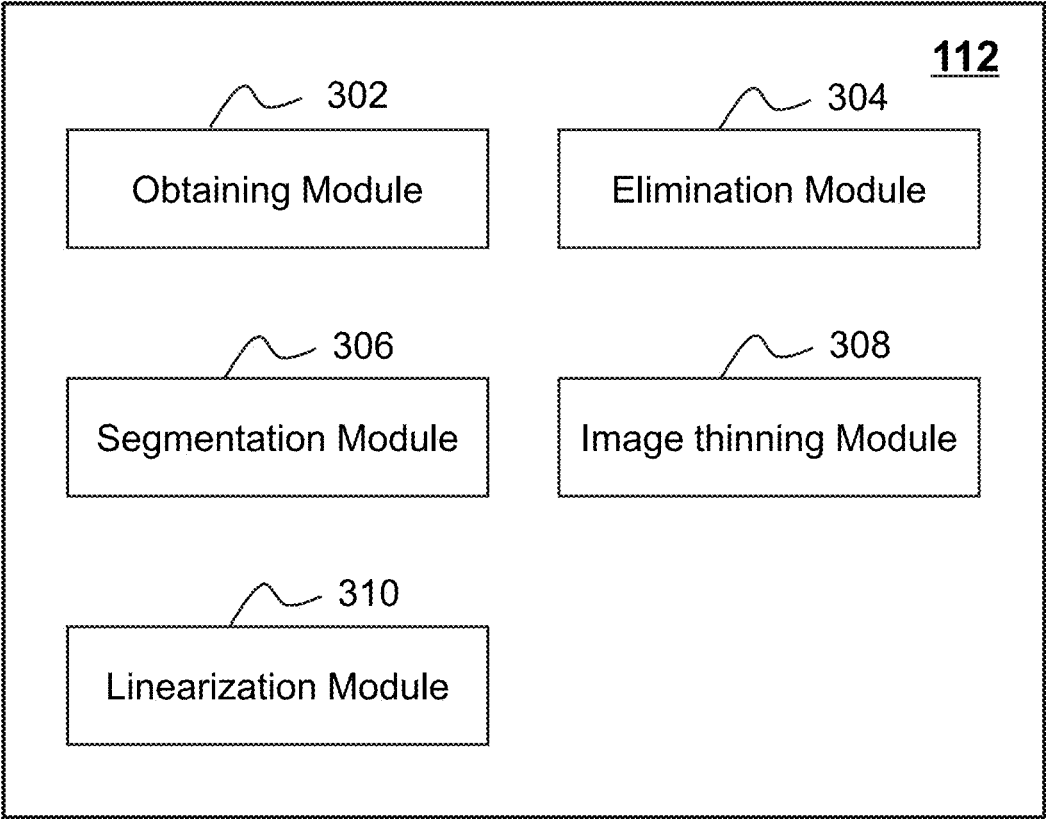 112
302
304
Obtaining Module
Elimination Module
306
308
Segmentation Module
Image thinning Module
310
Linearization Module